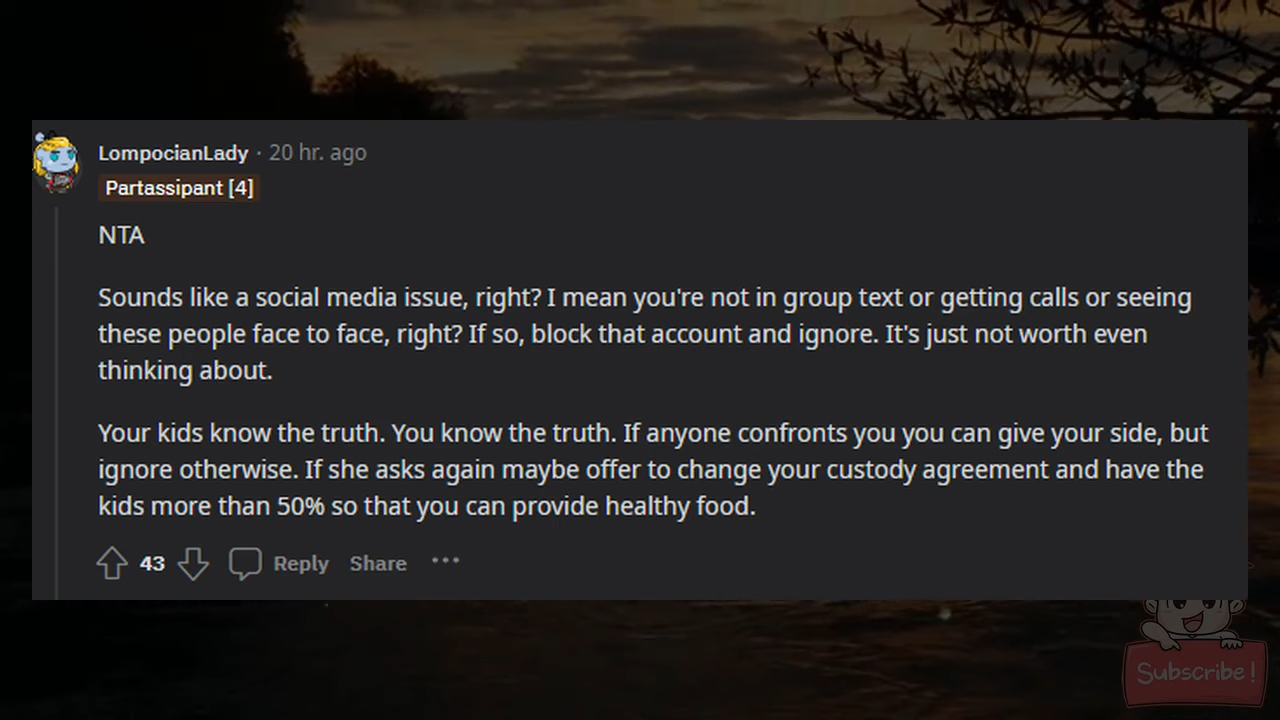 LompocianLady · 20 hr. ago
Partassipant [4]
NTA
Sounds like a social media issue, right? I mean you're not in group text or getting calls or seeing
these people face to face, right? If so, block that account and ignore. It's just not worth even
thinking about.
Your kids know the truth. You know the truth. If anyone confronts you you can give your side, but
ignore otherwise. If she asks again maybe offer to change your custody agreement and have the
kids more than 50% so that you can provide healthy food.
43 Reply Share ···
Subscribe!